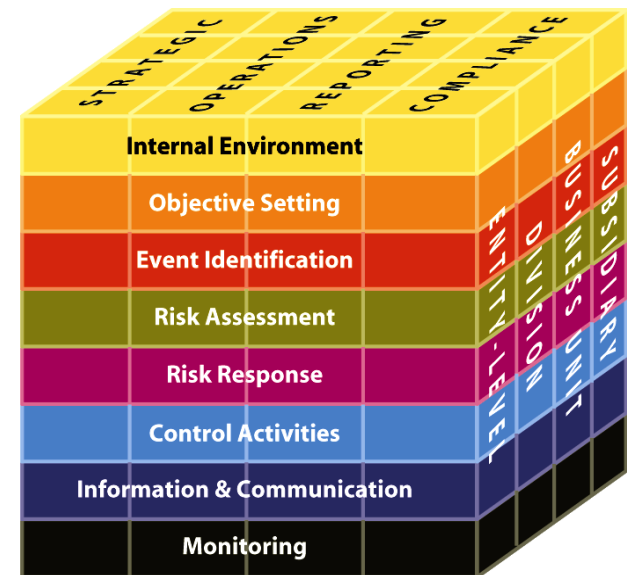 STRATEGIC
OPERATIONS
REPORTING
COMPLIANCE
Internal Environment
Objective Setting
Event Identification
Risk Assessment
Risk Response
Control Activities
Information & Communication
Monitoring
ENTITY-LEVEL
DIVISION
BUSINESS UNIT
SUBSIDIARY